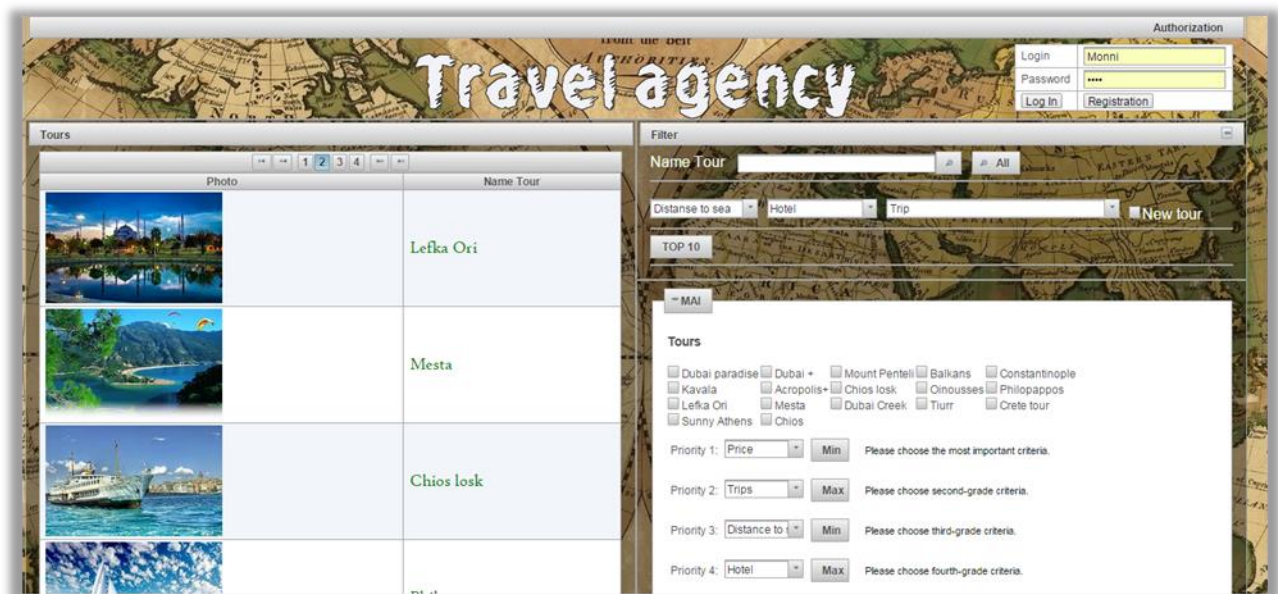 Authorization
Travel agency
Login Monni
Password ••••
Log In Registration
Tours
1 2 3 4
Photo Name Tour
Lefka Ori
Mesta
Chios losk
Filter
Name Tour All
Distanse to sea Hotel Trip New tour
TOP 10
MAI
Tours
Dubai paradise Dubai + Mount Penteli Balkans Constantinople
Kavala Acropolis+ Chios losk Oinousses Philopappos
Lefka Ori Mesta Dubai Creek Tiurr Crete tour
Sunny Athens Chios
Priority 1: Price Min Please choose the most important criteria.
Priority 2: Trips Max Please choose second-grade criteria.
Priority 3: Distance to Min Please choose third-grade criteria.
Priority 4: Hotel Max Please choose fourth-grade criteria.